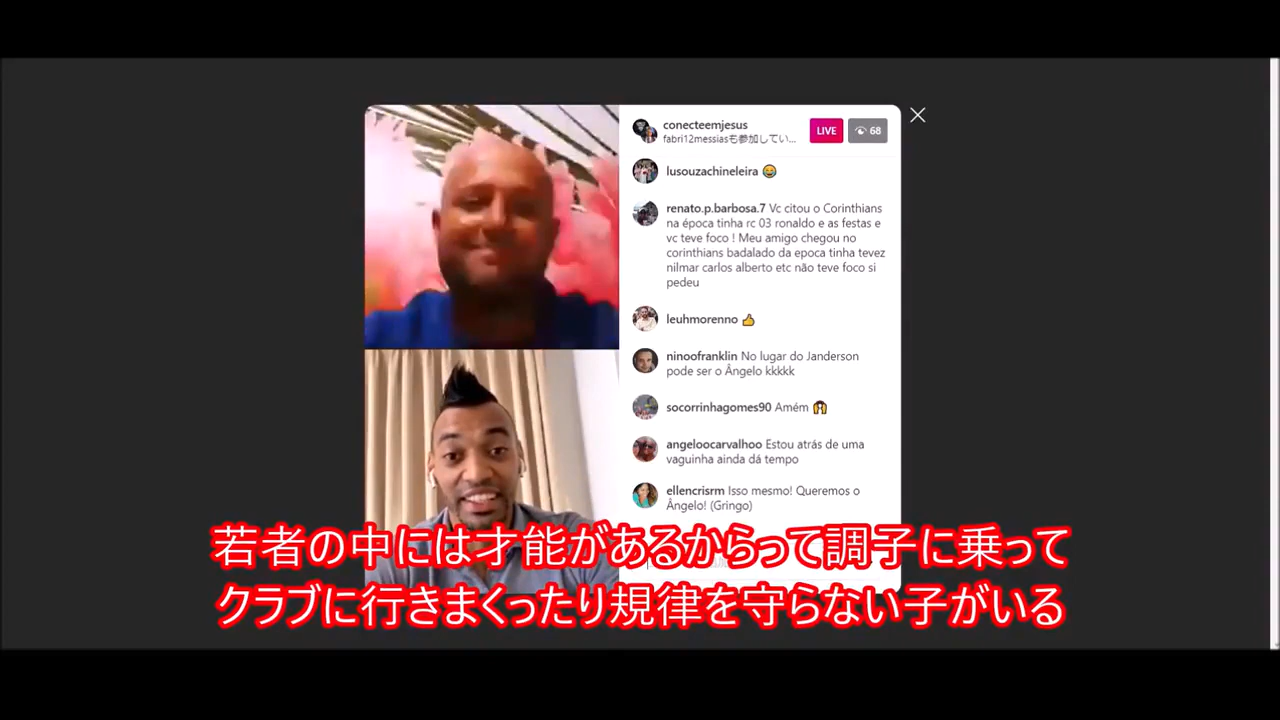 conecteemjesus
fabri12messiasも参加してい...
LIVE
68
lusouzachineleira 😂
renato.p.barbosa.7 Vc citou o Corinthians
na época tinha rc 03 ronaldo e as festas e
vc teve foco ! Meu amigo chegou no
corinthians badalado da epoca tinha tevez
nilmar carlos alberto etc não teve foco si
pedeu
leuhmorenno 👍
ninoofranklin No lugar do Janderson
pode ser o Ângelo kkkkk
socorrinhagomes90 Amém 🙌
angeloocarvalhoo Estou atrás de uma
vaguinha ainda dá tempo
ellencrisrm Isso mesmo! Queremos o
Ângelo! (Gringo)
若者の中には才能があるからって調子に乗って
クラブに行きまくったり規律を守らない子がいる